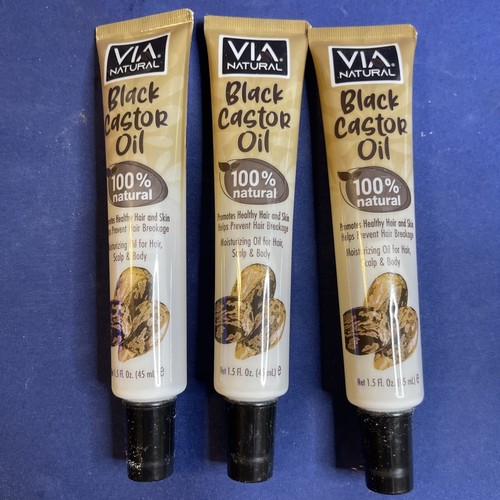 VIA
NATURAL
Black
Castor
Oil
100%
natural
Promotes Healthy Hair and Skin
Prevent Hair Breakage
Moisturizing Oil for Hair,
Scalp & Body
1.5 Fl. Oz. (45 mL) e
VIA
NATURAL
Black
Castor
Oil
100%
natural
Promotes Healthy Hair and Skin
Helps Prevent Hair Breakage
Moisturizing Oil for Hair,
Scalp & Body
Net 1.5 Fl. Oz. (45 mL) e
VIA
NATURAL
Black
Castor
Oil
100%
natural
Promotes Healthy Hair and Skin
Helps Prevent Hair Breakage
Moisturizing Oil for Hair,
Scalp & Body
Net 1.5 Fl. Oz. (45 mL) e